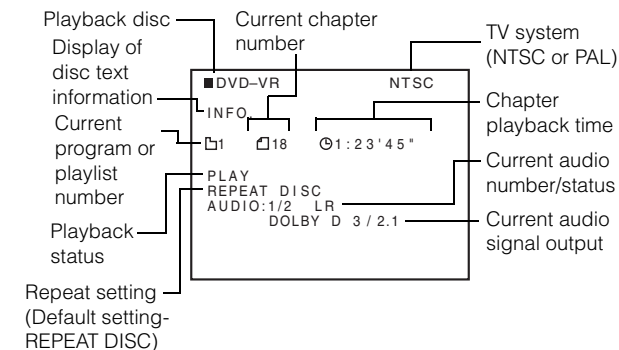 Playback disc
Current chapter
number
TV system
(NTSC or PAL)
Display of
disc text
information
Current
program or
playlist
number
Playback
status
Repeat setting
(Default setting-
REPEAT DISC)
■DVD–VR NTSC
INFO.
1 18 1:23'45"
PLAY
REPEAT DISC
AUDIO:1/2 LR
DOLBY D 3/2.1
Chapter
playback time
Current audio
number/status
Current audio
signal output